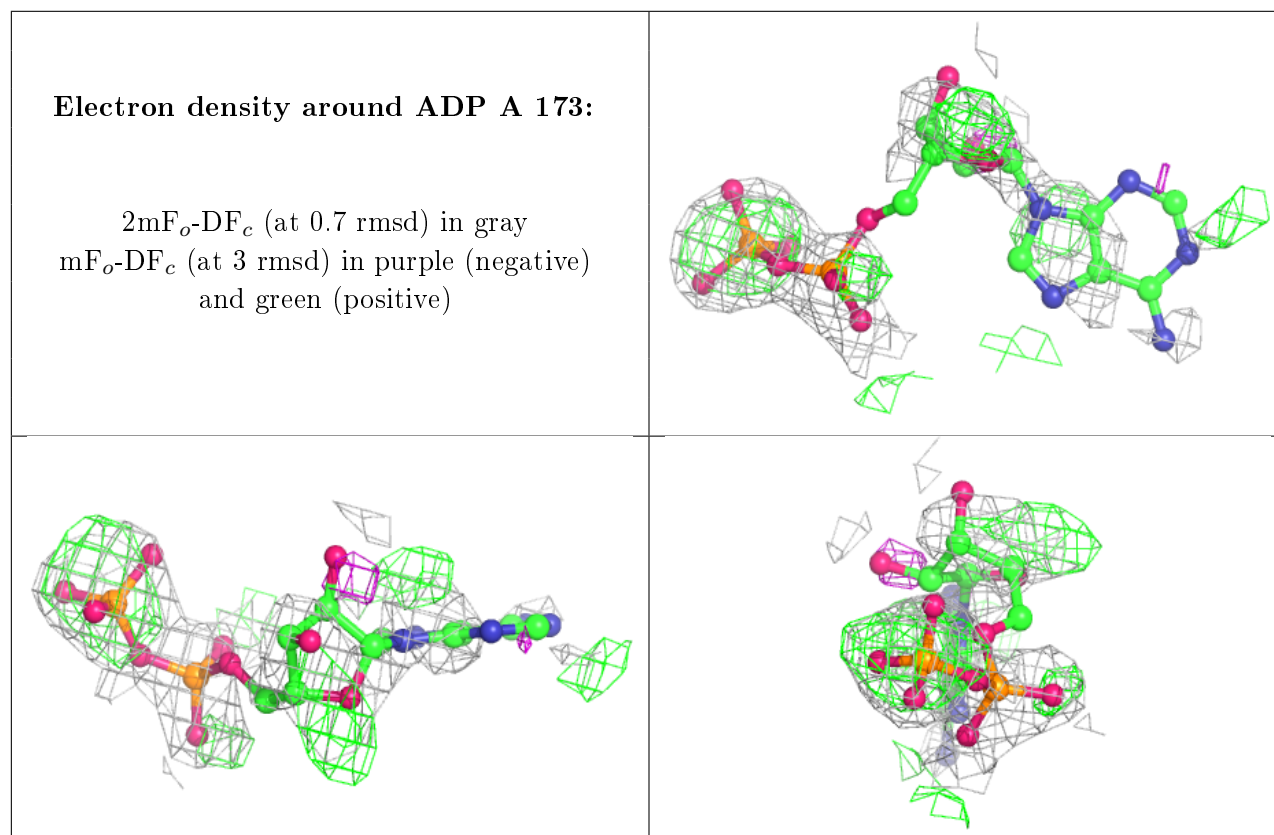 Electron density around ADP A 173:
2mFₒ-DF𝒸 (at 0.7 rmsd) in gray
mFₒ-DF𝒸 (at 3 rmsd) in purple (negative)
and green (positive)